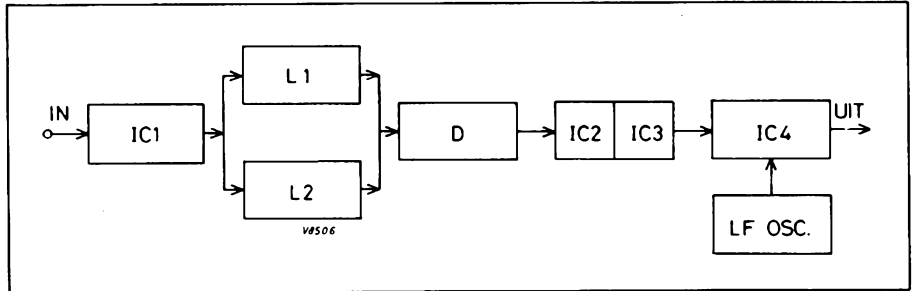 L1
IN
UIT
IC1
D
IC2
IC3
IC4
L2
V8506
LF OSC.